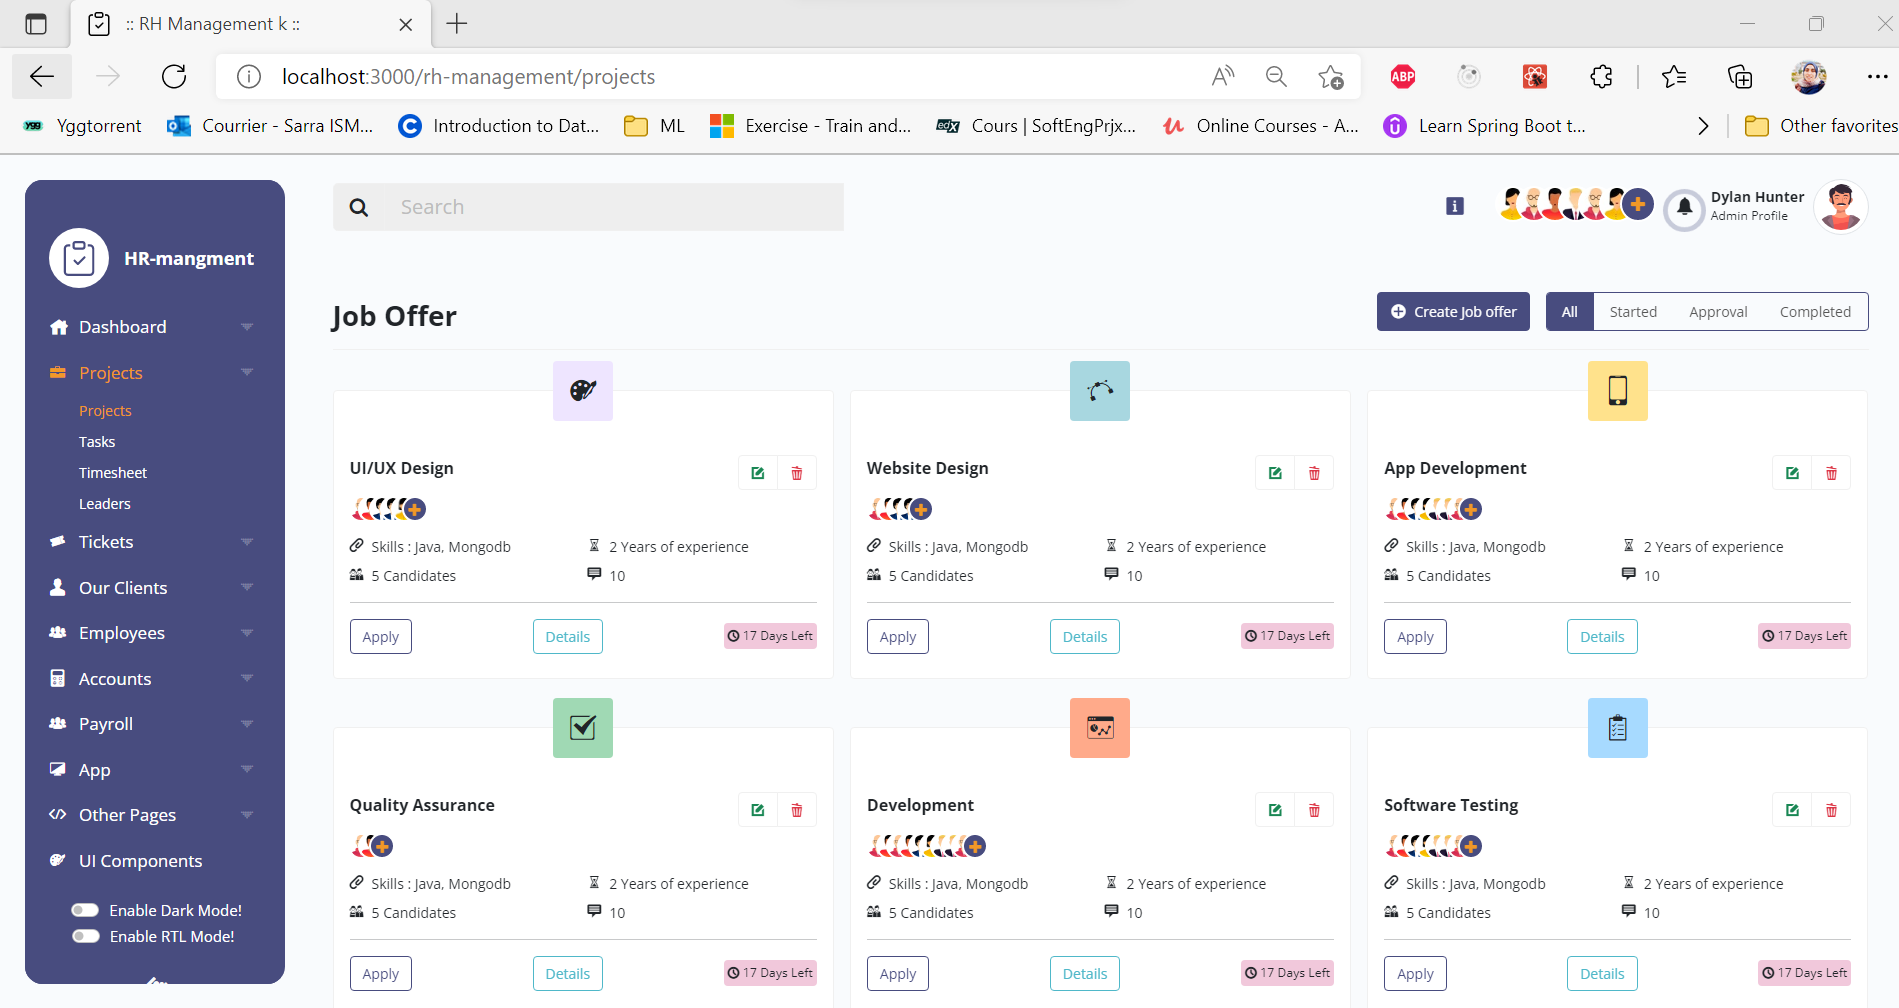 :: RH Management k ::
localhost:3000/rh-management/projects
ABP
Ygg Yggtorrent
Courrier - Sarra ISM...
C Introduction to Dat...
ML
Exercise - Train and...
edX Cours | SoftEngPrjx...
Online Courses - A...
Learn Spring Boot t...
Other favorites
HR-mangment
Dashboard
Projects
Projects
Tasks
Timesheet
Leaders
Tickets
Our Clients
Employees
Accounts
Payroll
App
Other Pages
UI Components
Enable Dark Mode!
Enable RTL Mode!
Search
Dylan Hunter
Admin Profile
Job Offer
Create Job offer
All Started Approval Completed
UI/UX Design
Skills : Java, Mongodb
2 Years of experience
5 Candidates
10
Apply Details 17 Days Left
Website Design
Skills : Java, Mongodb
2 Years of experience
5 Candidates
10
Apply Details 17 Days Left
App Development
Skills : Java, Mongodb
2 Years of experience
5 Candidates
10
Apply Details 17 Days Left
Quality Assurance
Skills : Java, Mongodb
2 Years of experience
5 Candidates
10
Apply Details 17 Days Left
Development
Skills : Java, Mongodb
2 Years of experience
5 Candidates
10
Apply Details 17 Days Left
Software Testing
Skills : Java, Mongodb
2 Years of experience
5 Candidates
10
Apply Details 17 Days Left